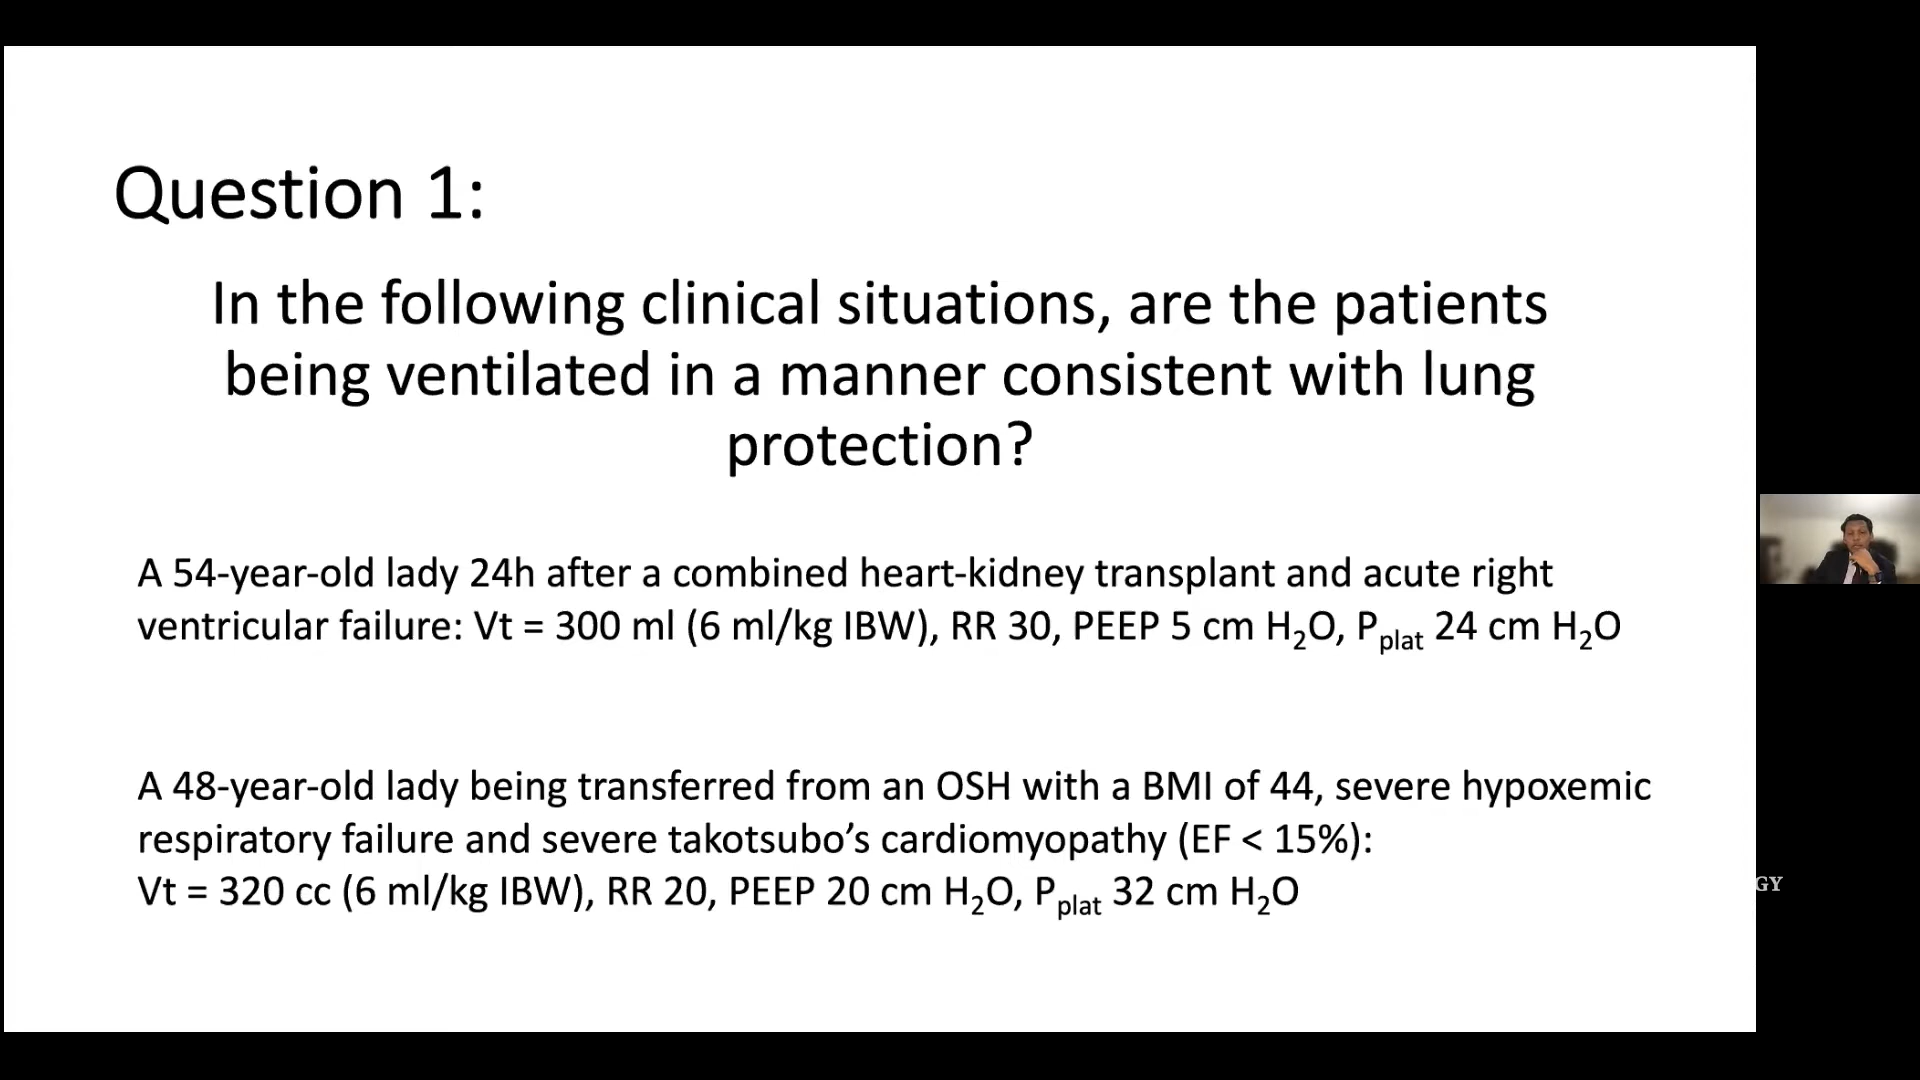 Question 1:
In the following clinical situations, are the patients
being ventilated in a manner consistent with lung
protection?
A 54-year-old lady 24h after a combined heart-kidney transplant and acute right
ventricular failure: Vt = 300 ml (6 ml/kg IBW), RR 30, PEEP 5 cm H₂O, Pplat 24 cm H₂O
A 48-year-old lady being transferred from an OSH with a BMI of 44, severe hypoxemic
respiratory failure and severe takotsubo’s cardiomyopathy (EF < 15%):
Vt = 320 cc (6 ml/kg IBW), RR 20, PEEP 20 cm H₂O, Pplat 32 cm H₂O
GY